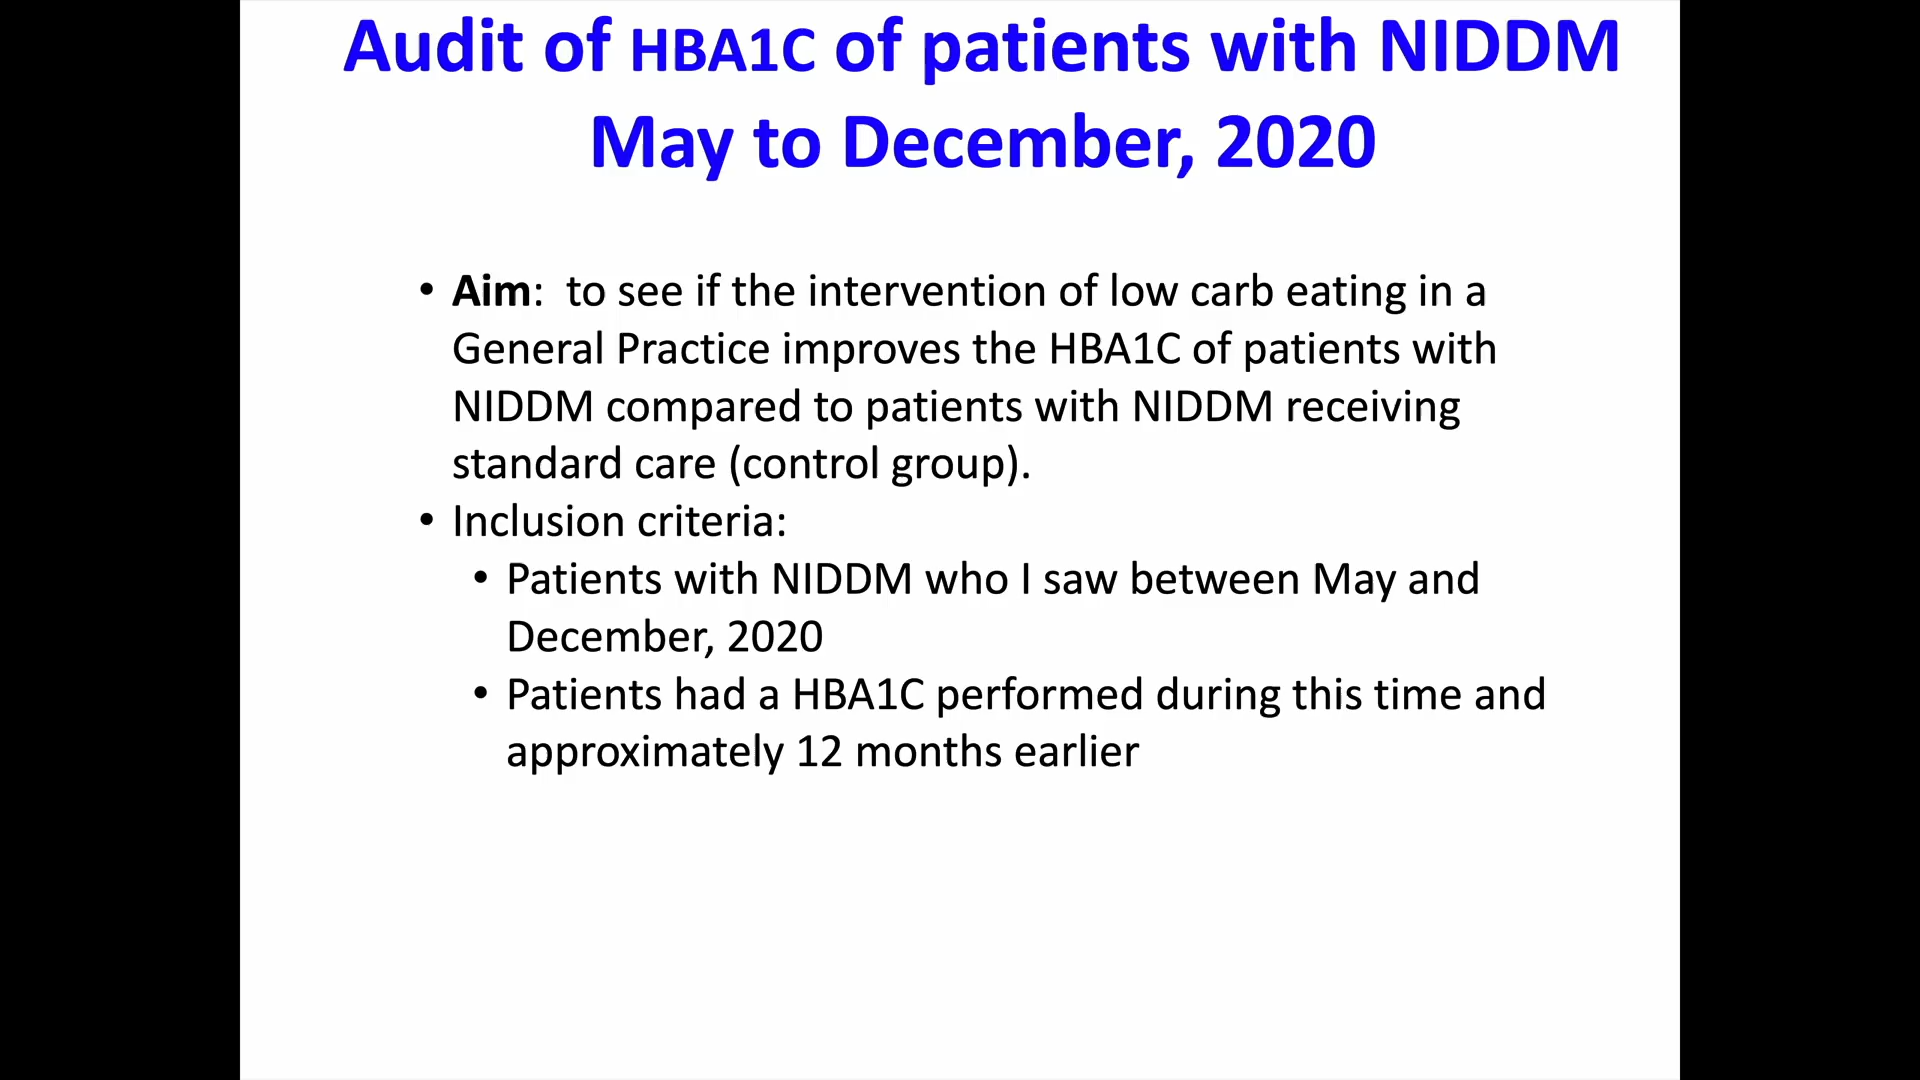 Audit of HBA1C of patients with NIDDM
May to December, 2020
• Aim:  to see if the intervention of low carb eating in a
General Practice improves the HBA1C of patients with
NIDDM compared to patients with NIDDM receiving
standard care (control group).
• Inclusion criteria:
• Patients with NIDDM who I saw between May and
December, 2020
• Patients had a HBA1C performed during this time and
approximately 12 months earlier